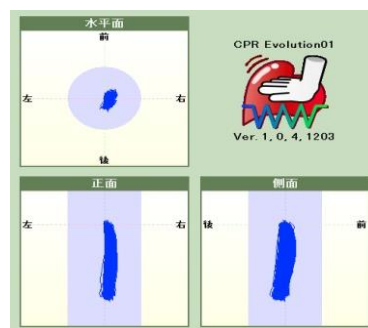 水平面
前
CPR Evolution01
左
右
後
Ver. 1, 0, 4, 1203
正面
側面
左
右
後
前